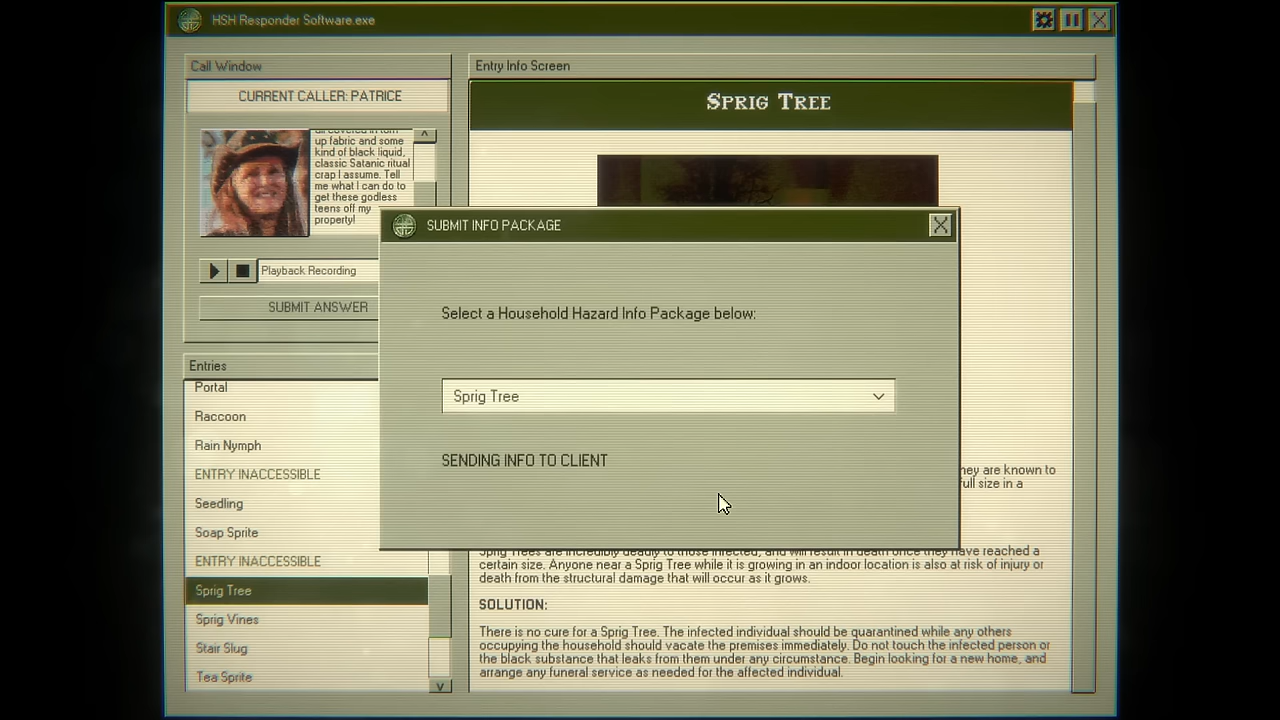 HSH Responder Software.exe
Call Window
CURRENT CALLER: PATRICE
up fabric and some
kind of black liquid,
classic Satanic ritual
crap I assume. Tell
me what I can do to
get these godless
teens off my
property!
Playback Recording
SUBMIT ANSWER
Entries
Portal
Raccoon
Rain Nymph
ENTRY INACCESSIBLE
Seedling
Soap Sprite
ENTRY INACCESSIBLE
Sprig Tree
Sprig Vines
Stair Slug
Tea Sprite
Entry Info Screen
SPRIG TREE
SUBMIT INFO PACKAGE
Select a Household Hazard Info Package below:
Sprig Tree
SENDING INFO TO CLIENT
hey are known to
full size in a
Sprig Trees are incredibly deadly to those infected, and will result in death once they have reached a
certain size. Anyone near a Sprig Tree while it is growing in an indoor location is also at risk of injury or
death from the structural damage that will occur as it grows.
SOLUTION:
There is no cure for a Sprig Tree. The infected individual should be quarantined while any others
occupying the household should vacate the premises immediately. Do not touch the infected person or
the black substance that leaks from them under any circumstance. Begin looking for a new home, and
arrange any funeral service as needed for the affected individual.